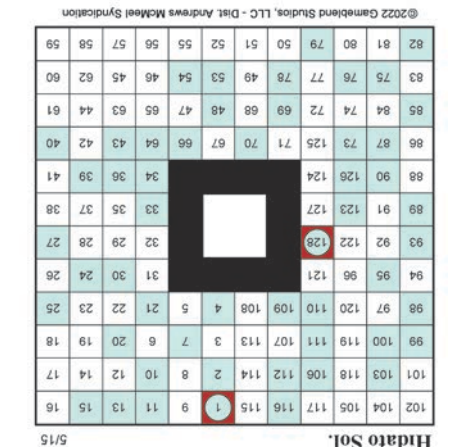 Hidato Sol. 5/15
102 104 105 117 116 115 1 9 11 13 15 16
101 103 118 106 112 114 2 8 10 12 14 17
99 100 119 111 107 113 3 7 6 20 19 18
98 97 120 110 109 108 4 5 21 22 23 25
94 95 96 121 31 30 24 26
93 92 122 128 32 29 28 27
89 91 123 127 33 35 37 38
88 90 126 124 34 36 39 41
86 87 73 125 71 70 67 66 64 43 42 40
85 84 74 72 69 68 48 47 65 63 44 61
83 75 76 77 78 49 53 54 46 45 62 60
82 81 80 79 50 51 52 55 56 57 58 59
©2022 Gameblend Studios, LLC - Dist. Andrews McMeel Syndication